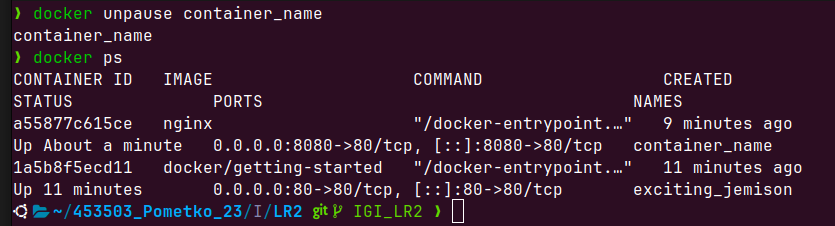 ❯ docker unpause container_name
container_name
❯ docker ps
CONTAINER ID   IMAGE                    COMMAND                  CREATED
STATUS              PORTS                                     NAMES
a55877c615ce   nginx                    "/docker-entrypoint.…"   9 minutes ago
Up About a minute   0.0.0.0:8080->80/tcp, [::]:8080->80/tcp   container_name
1a5b8f5ecd11   docker/getting-started   "/docker-entrypoint.…"   11 minutes ago
Up 11 minutes       0.0.0.0:80->80/tcp, [::]:80->80/tcp       exciting_jemison
~/453503_Pometko_23/I/LR2 git IGI_LR2 ❯